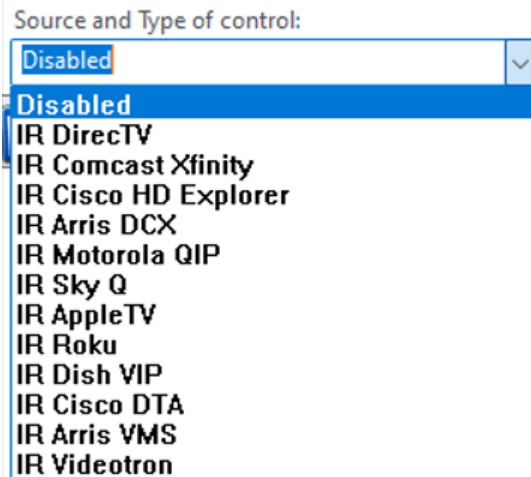 Source and Type of control:
Disabled
Disabled
IR DirecTV
IR Comcast Xfinity
IR Cisco HD Explorer
IR Arris DCX
IR Motorola QIP
IR Sky Q
IR AppleTV
IR Roku
IR Dish VIP
IR Cisco DTA
IR Arris VMS
IR Videotron